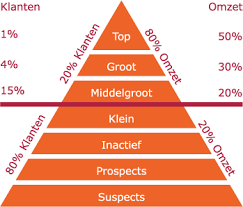 Klanten Omzet
1% Top 50%
4% Groot 30%
15% Middelgroot 20%
20% Klanten
80% Omzet
Klein
Inactief
Prospects
Suspects
80% Klanten
20% Omzet